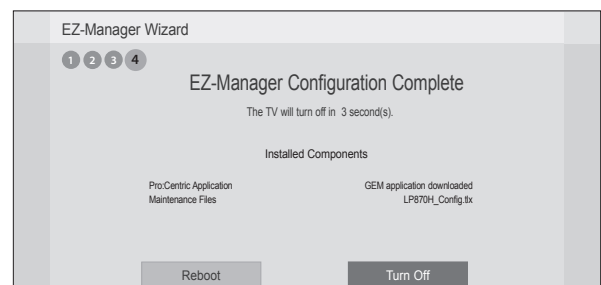 EZ-Manager Wizard
1 2 3 4
EZ-Manager Configuration Complete
The TV will turn off in 3 second(s).
Installed Components
Pro:Centric Application GEM application downloaded
Maintenance Files LP870H_Config.tlx
Reboot Turn Off